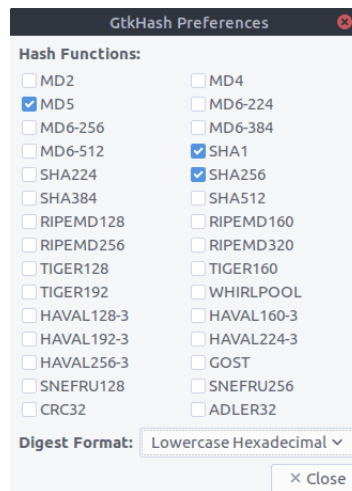 GtkHash Preferences
Hash Functions:
MD2 MD4
MD5 MD6-224
MD6-256 MD6-384
MD6-512 SHA1
SHA224 SHA256
SHA384 SHA512
RIPEMD128 RIPEMD160
RIPEMD256 RIPEMD320
TIGER128 TIGER160
TIGER192 WHIRLPOOL
HAVAL128-3 HAVAL160-3
HAVAL192-3 HAVAL224-3
HAVAL256-3 GOST
SNEFRU128 SNEFRU256
CRC32 ADLER32
Digest Format: Lowercase Hexadecimal
Close